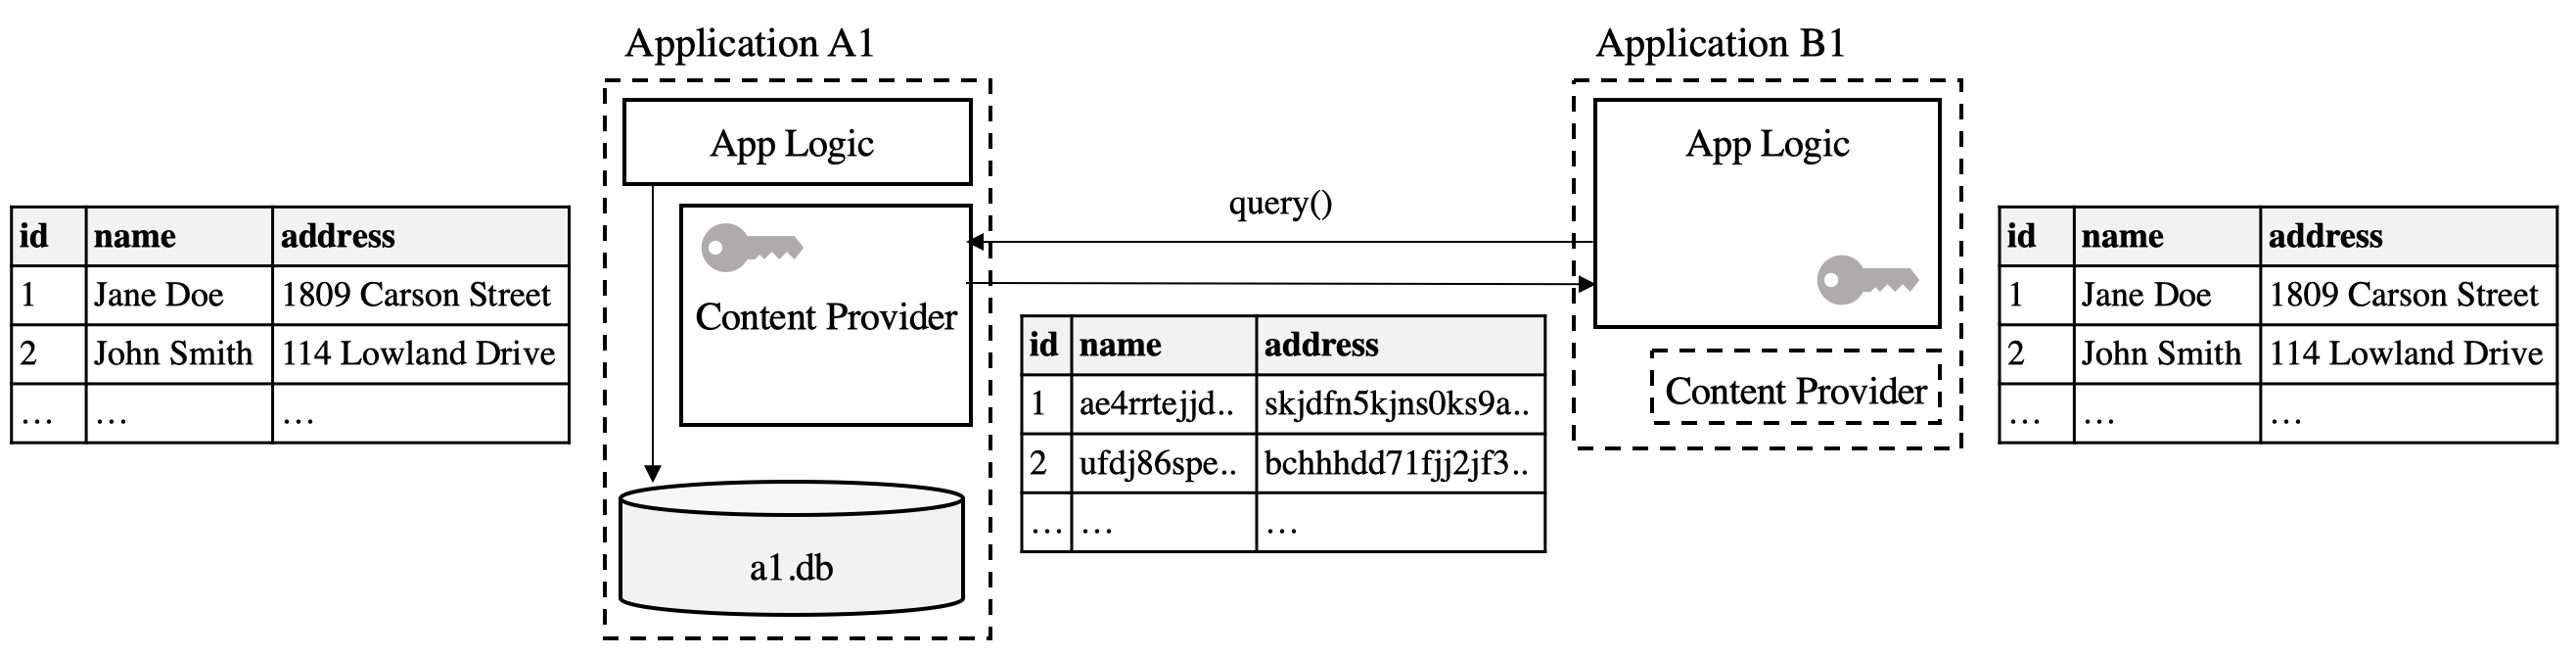 Application A1
Application B1
App Logic
App Logic
query()
id name address
1 Jane Doe 1809 Carson Street
2 John Smith 114 Lowland Drive
… … …
Content Provider
id name address
1 ae4rrtejjd.. skjdfn5kjns0ks9a..
2 ufdj86spe.. bchhhdd71fjj2jf3..
… … …
Content Provider
id name address
1 Jane Doe 1809 Carson Street
2 John Smith 114 Lowland Drive
… … …
a1.db